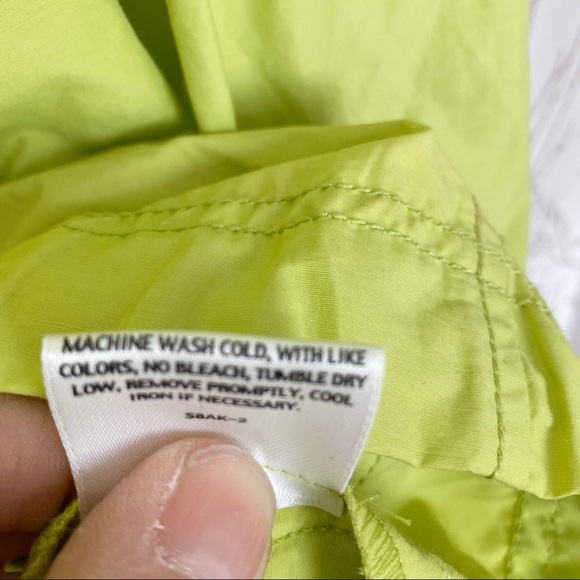 MACHINE WASH COLD, WITH LIKE
COLORS, NO BLEACH, TUMBLE DRY
LOW, REMOVE PROMPTLY, COOL
IRON IF NECESSARY.
S8AK-2